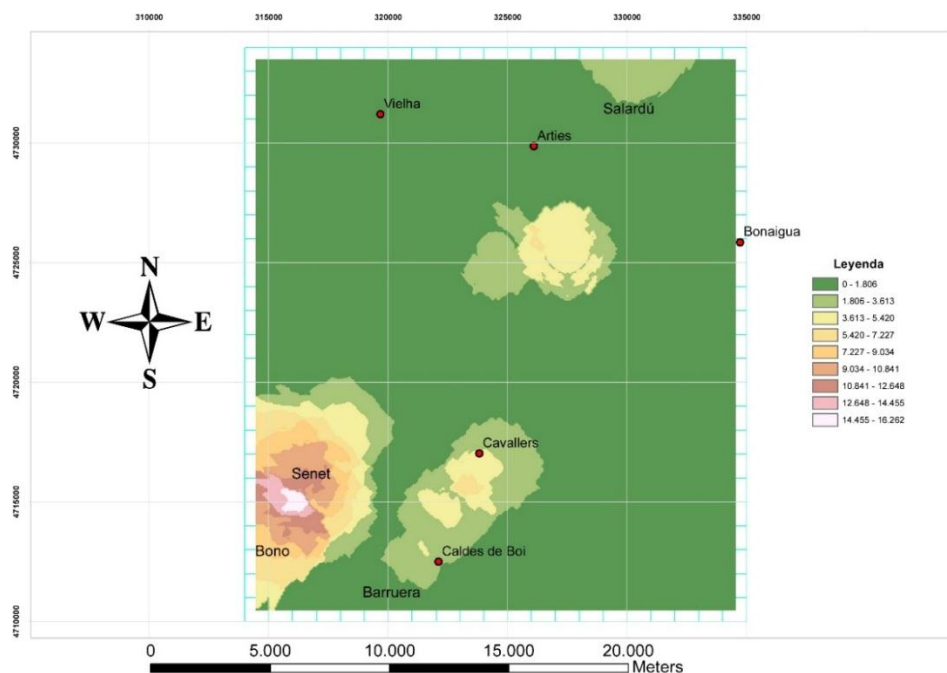 310000 315000 320000 325000 330000 335000
4730000
4725000
4720000
4715000
4710000
Vielha
Salardú
Arties
Bonaigua
N
W E
S
Cavallers
Senet
Bono
Caldes de Boi
Barruera
Leyenda
0 - 1.806
1.806 - 3.613
3.613 - 5.420
5.420 - 7.227
7.227 - 9.034
9.034 - 10.841
10.841 - 12.648
12.648 - 14.455
14.455 - 16.262
0 5.000 10.000 15.000 20.000
Meters